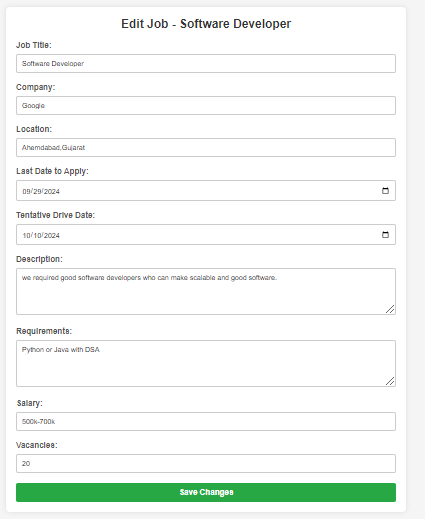 Edit Job - Software Developer
Job Title:
Software Developer
Company:
Google
Location:
Ahemdabad,Gujarat
Last Date to Apply:
09/29/2024
Tentative Drive Date:
10/10/2024
Description:
we required good software developers who can make scalable and good software.
Requirements:
Python or Java with DSA
Salary:
500k-700k
Vacancies:
20
Save Changes